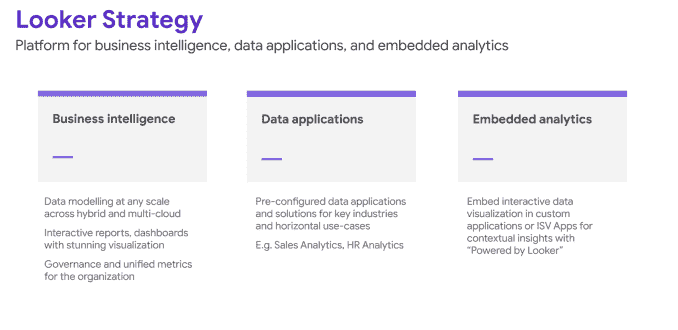 Looker Strategy
Platform for business intelligence, data applications, and embedded analytics
Business intelligence
Data modelling at any scale
across hybrid and multi-cloud
Interactive reports, dashboards
with stunning visualization
Governance and unified metrics
for the organization
Data applications
Pre-configured data applications
and solutions for key industries
and horizontal use-cases
E.g. Sales Analytics, HR Analytics
Embedded analytics
Embed interactive data
visualization in custom
applications or ISV Apps for
contextual insights with
“Powered by Looker”